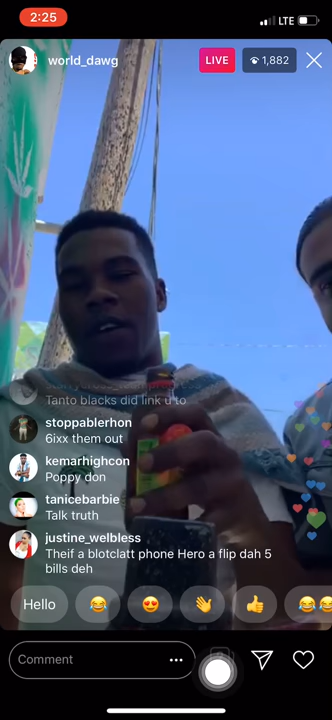 2:25
LTE
world_dawg
LIVE
1,882
Tanto blacks did link u to
stoppablerhon
6ixx them out
kemarhighcon
Poppy don
tanicebarbie
Talk truth
justine_welbless
Theif a blotclatt phone Hero a flip dah 5
bills deh
Hello
Comment